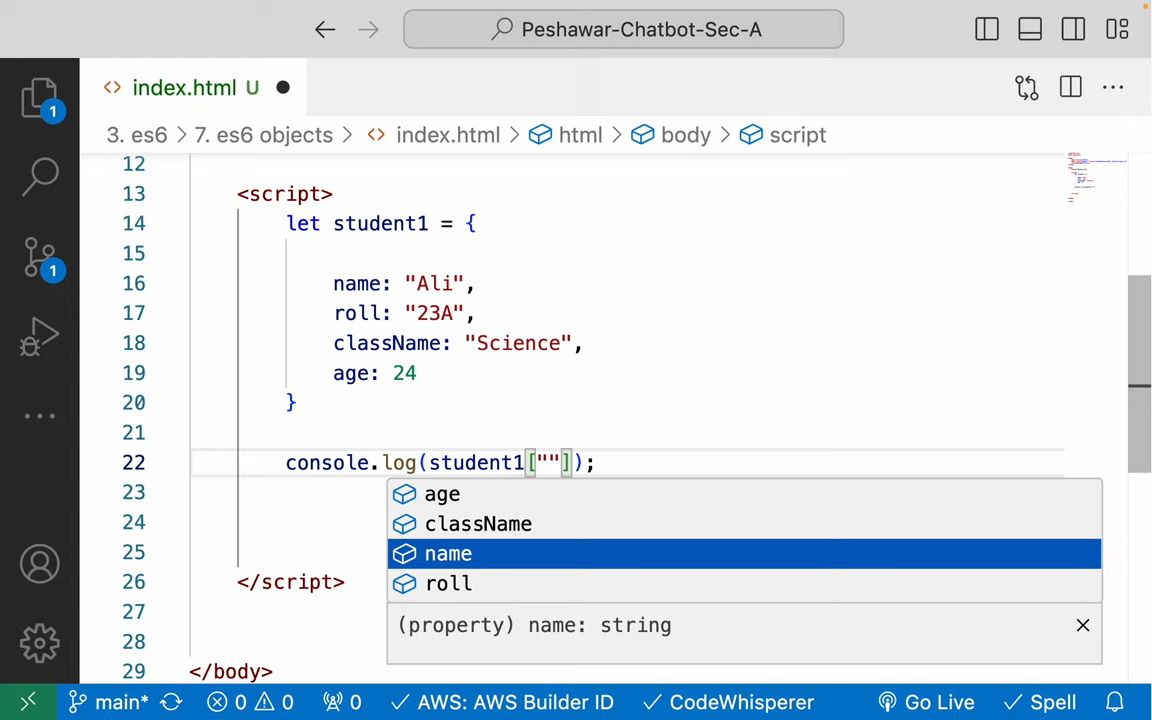 Peshawar-Chatbot-Sec-A
1
index.html U
3. es6 > 7. es6 objects > index.html > html > body > script
12
13 <script>
14 let student1 = {
15
16 name: "Ali",
17 roll: "23A",
18 className: "Science",
19 age: 24
20 }
21
22 console.log(student1[""]);
23
24
25
26 </script>
27
28
29 </body>
age
className
name
roll
(property) name: string
1
main* 0 0 0 AWS: AWS Builder ID CodeWhisperer Go Live Spell